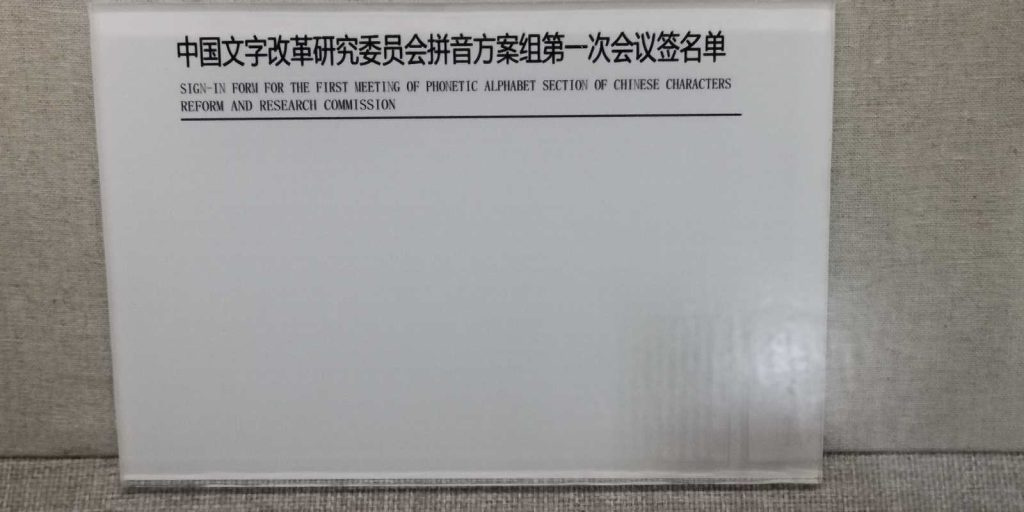 中国文字改革研究委员会拼音方案组第一次会议签名单
SIGN-IN FORM FOR THE FIRST MEETING OF PHONETIC ALPHABET SECTION OF CHINESE CHARACTERS
REFORM AND RESEARCH COMMISSION